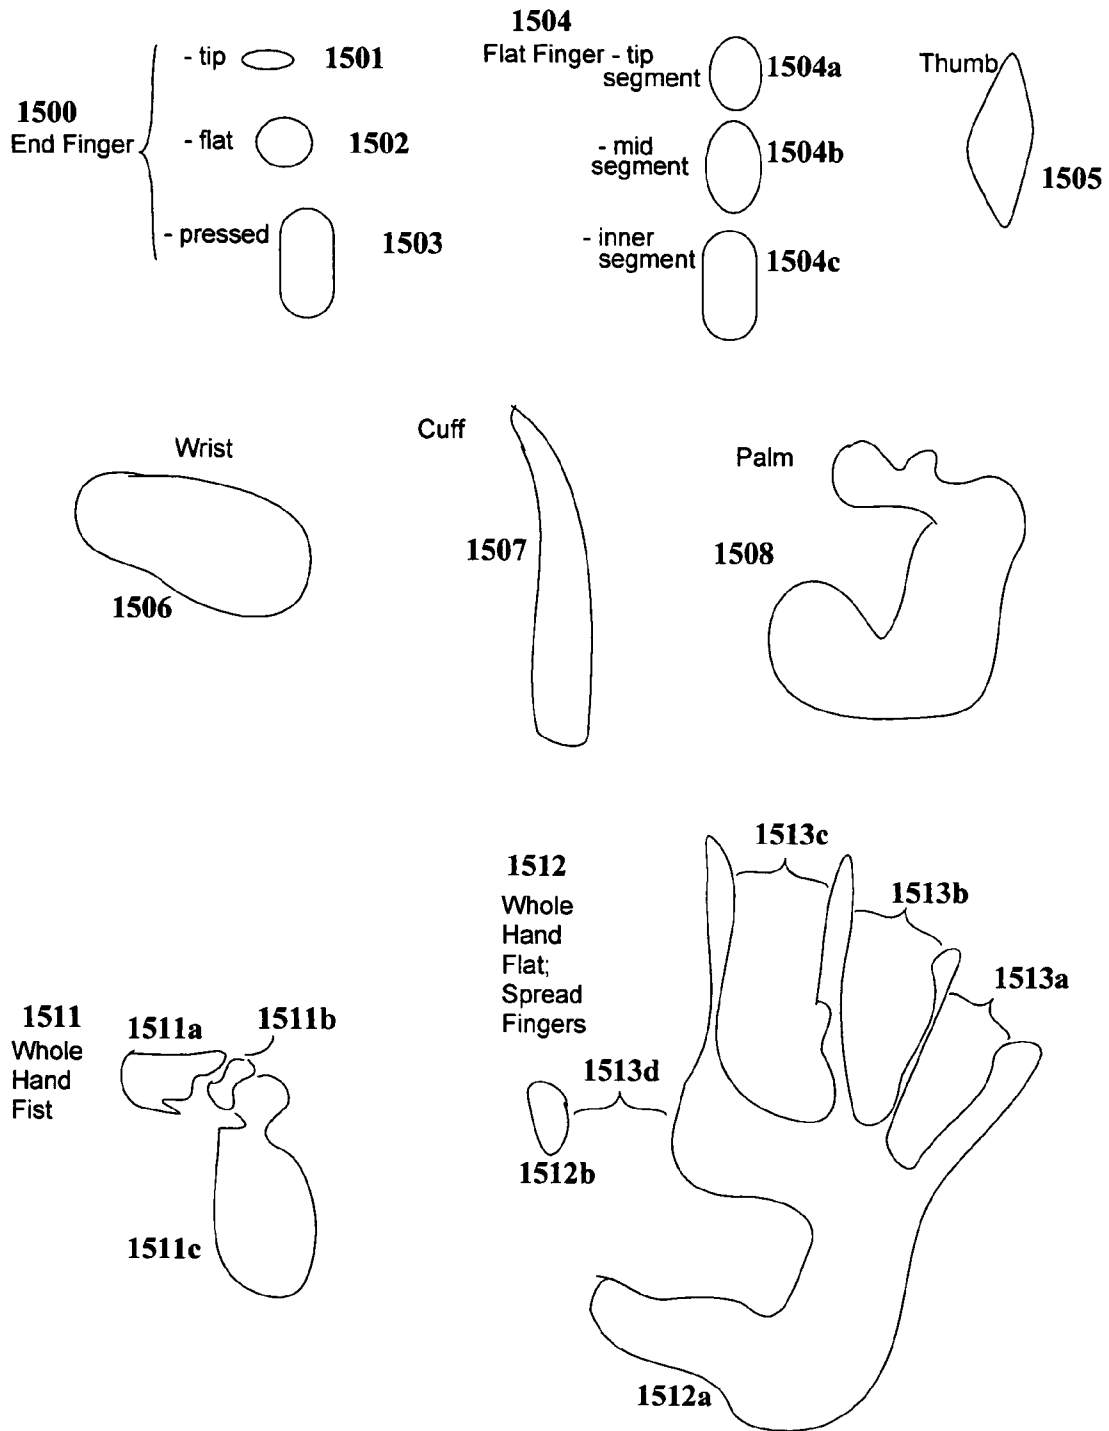 1500
End Finger
- tip
1501
- flat
1502
- pressed
1503
1504
Flat Finger - tip
segment
1504a
- mid
segment
1504b
- inner
segment
1504c
Thumb
1505
Wrist
1506
Cuff
1507
Palm
1508
1511
Whole
Hand
Fist
1511a
1511b
1511c
1512
Whole
Hand
Flat;
Spread
Fingers
1513c
1513b
1513a
1513d
1512b
1512a